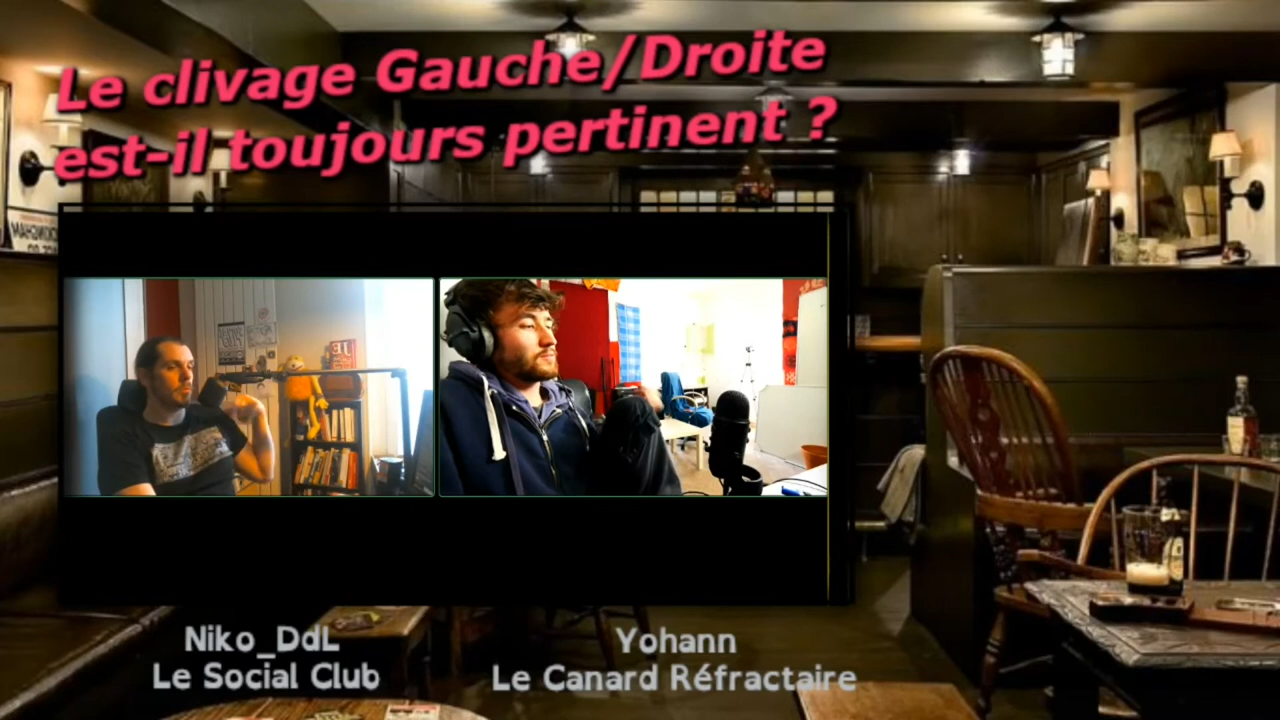 Le clivage Gauche/Droite
est-il toujours pertinent ?
Niko_DdL
Le Social Club
Yohann
Le Canard Réfractaire